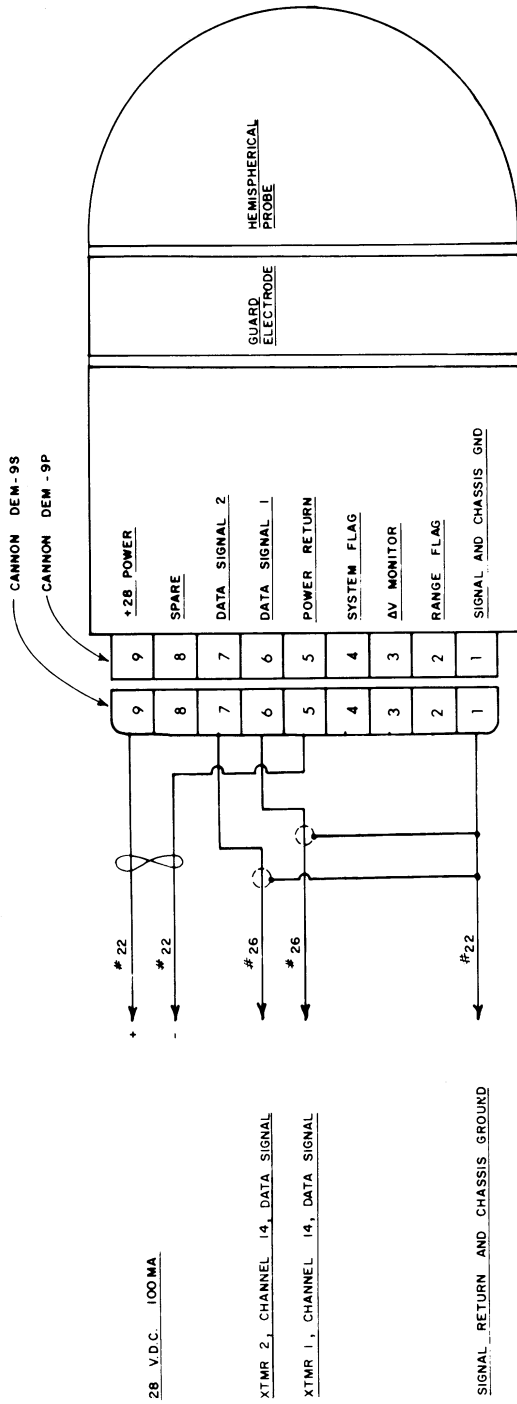 CANNON DEM-9S
CANNON DEM-9P
28 V.D.C. 100MA
+
-
#22
#22
XTMR 2, CHANNEL 14, DATA SIGNAL
#26
XTMR 1, CHANNEL 14, DATA SIGNAL
#26
SIGNAL RETURN AND CHASSIS GROUND
#22
9
9
+28 POWER
8
8
SPARE
7
7
DATA SIGNAL 2
6
6
DATA SIGNAL 1
5
5
POWER RETURN
4
4
SYSTEM FLAG
3
3
ΔV MONITOR
2
2
RANGE FLAG
1
1
SIGNAL AND CHASSIS GND
GUARD
ELECTRODE
HEMISPHERICAL
PROBE